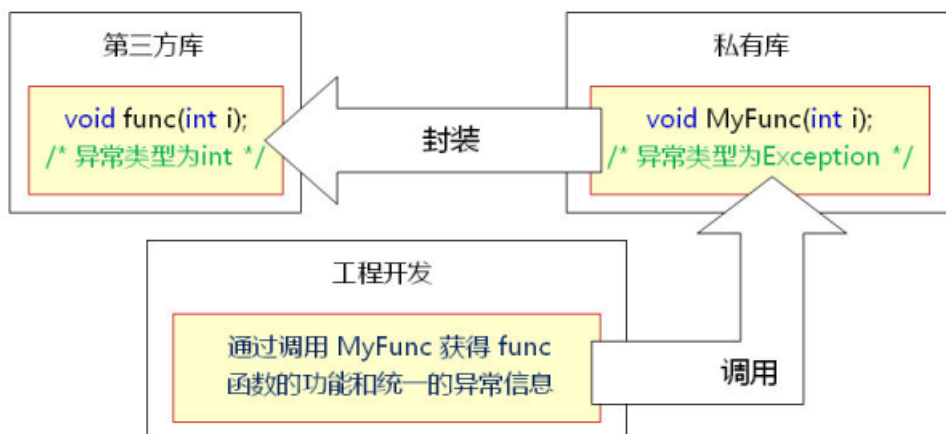 第三方库
void func(int i);
/* 异常类型为int */
封装
私有库
void MyFunc(int i);
/* 异常类型为Exception */
工程开发
通过调用 MyFunc 获得 func
函数的功能和统一的异常信息
调用